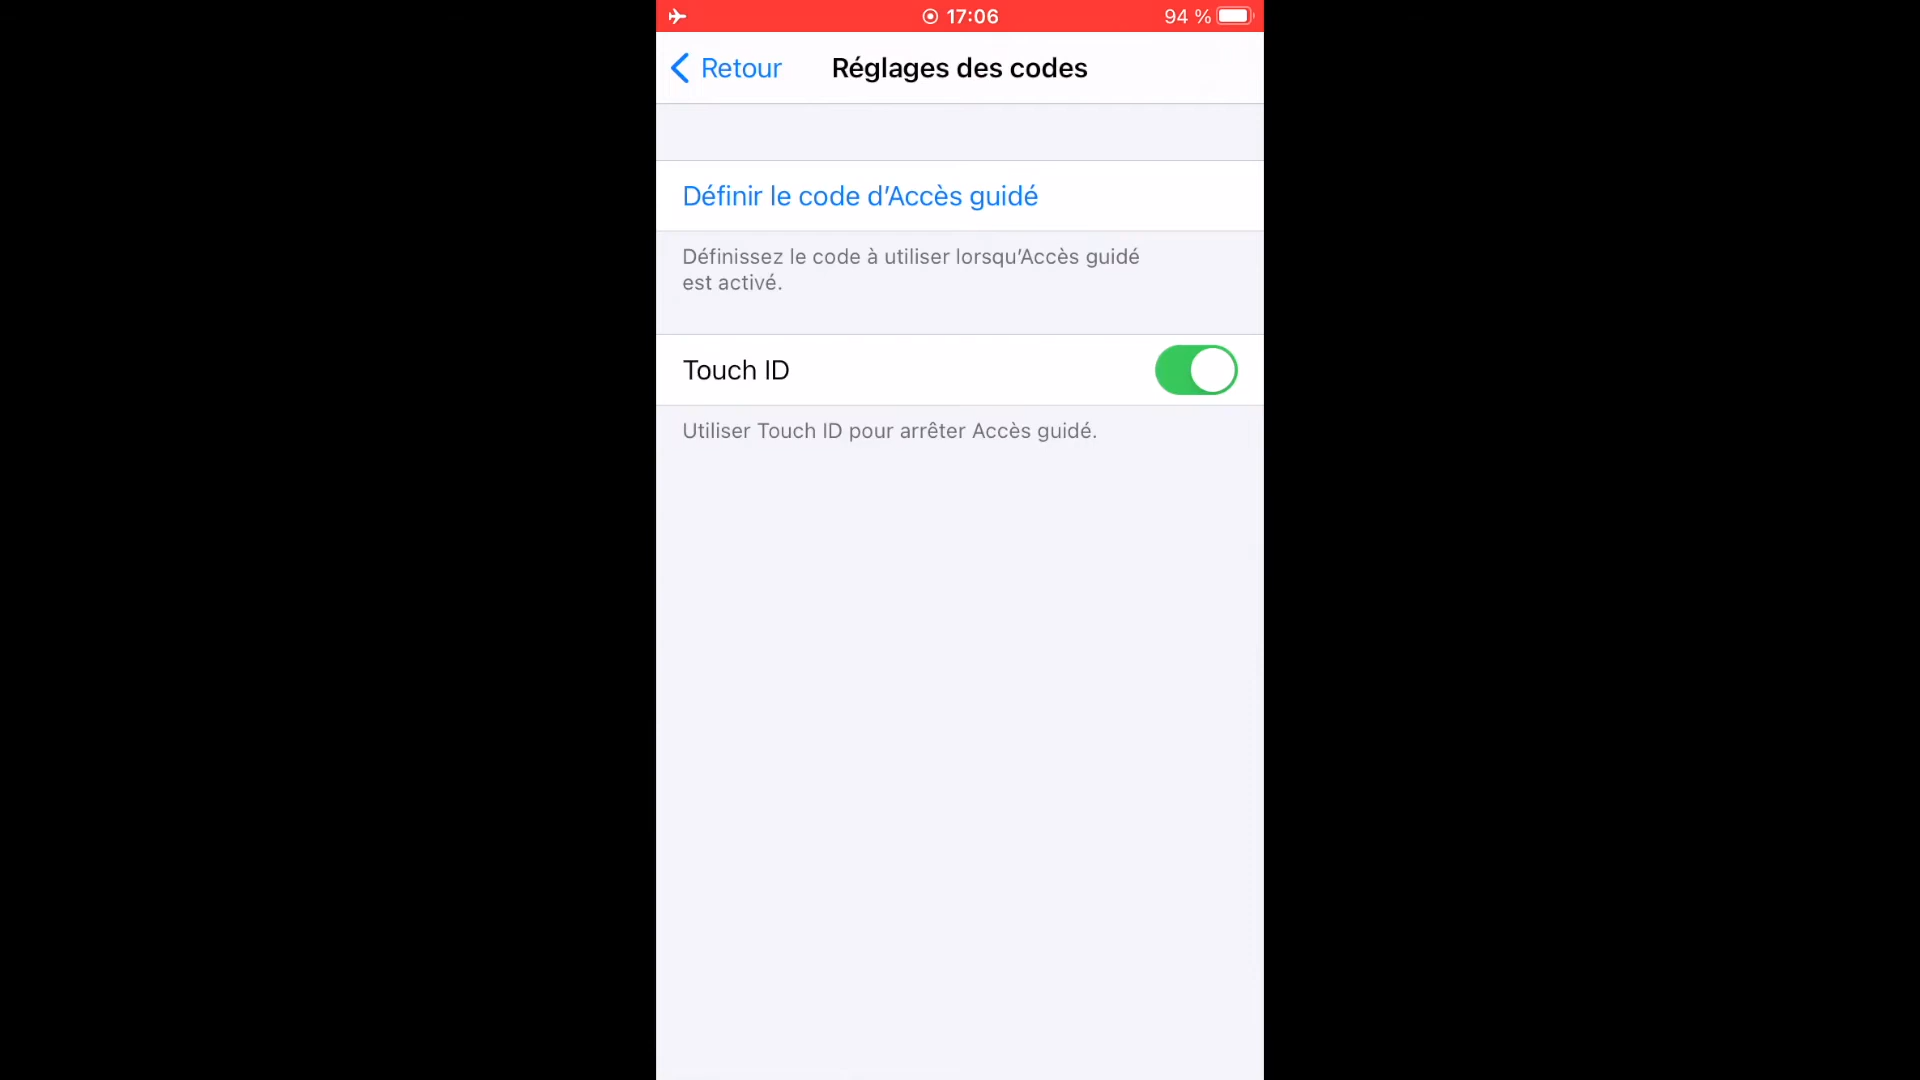 17:06
94 %
Retour
Réglages des codes
Définir le code d’Accès guidé
Définissez le code à utiliser lorsqu’Accès guidé
est activé.
Touch ID
Utiliser Touch ID pour arrêter Accès guidé.